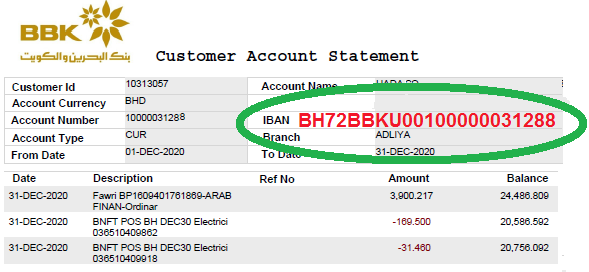 BBK
بنك البحرين والكويت
Customer Account Statement
Customer Id 10313057 Account Name
Account Currency BHD
Account Number 10000031288 IBAN BH72BBKU00100000031288
Account Type CUR Branch ADLIYA
From Date 01-DEC-2020 To Date 31-DEC-2020
Date Description Ref No Amount Balance
31-DEC-2020 Fawri BP1609401761869-ARAB 3,900.217 24,486.809
FINAN-Ordinar
31-DEC-2020 BNFT POS BH DEC30 Electrici -169.500 20,586.592
036510409862
31-DEC-2020 BNFT POS BH DEC30 Electrici -31.460 20,756.092
036510409918